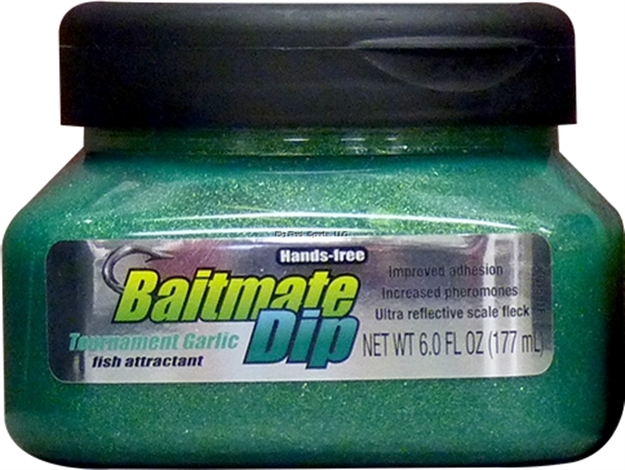 Hands-free
Baitmate
Dip
Tournament Garlic
fish attractant
Improved adhesion
Increased pheromones
Ultra reflective scale fleck
NET WT 6.0 FL OZ (177 mL)